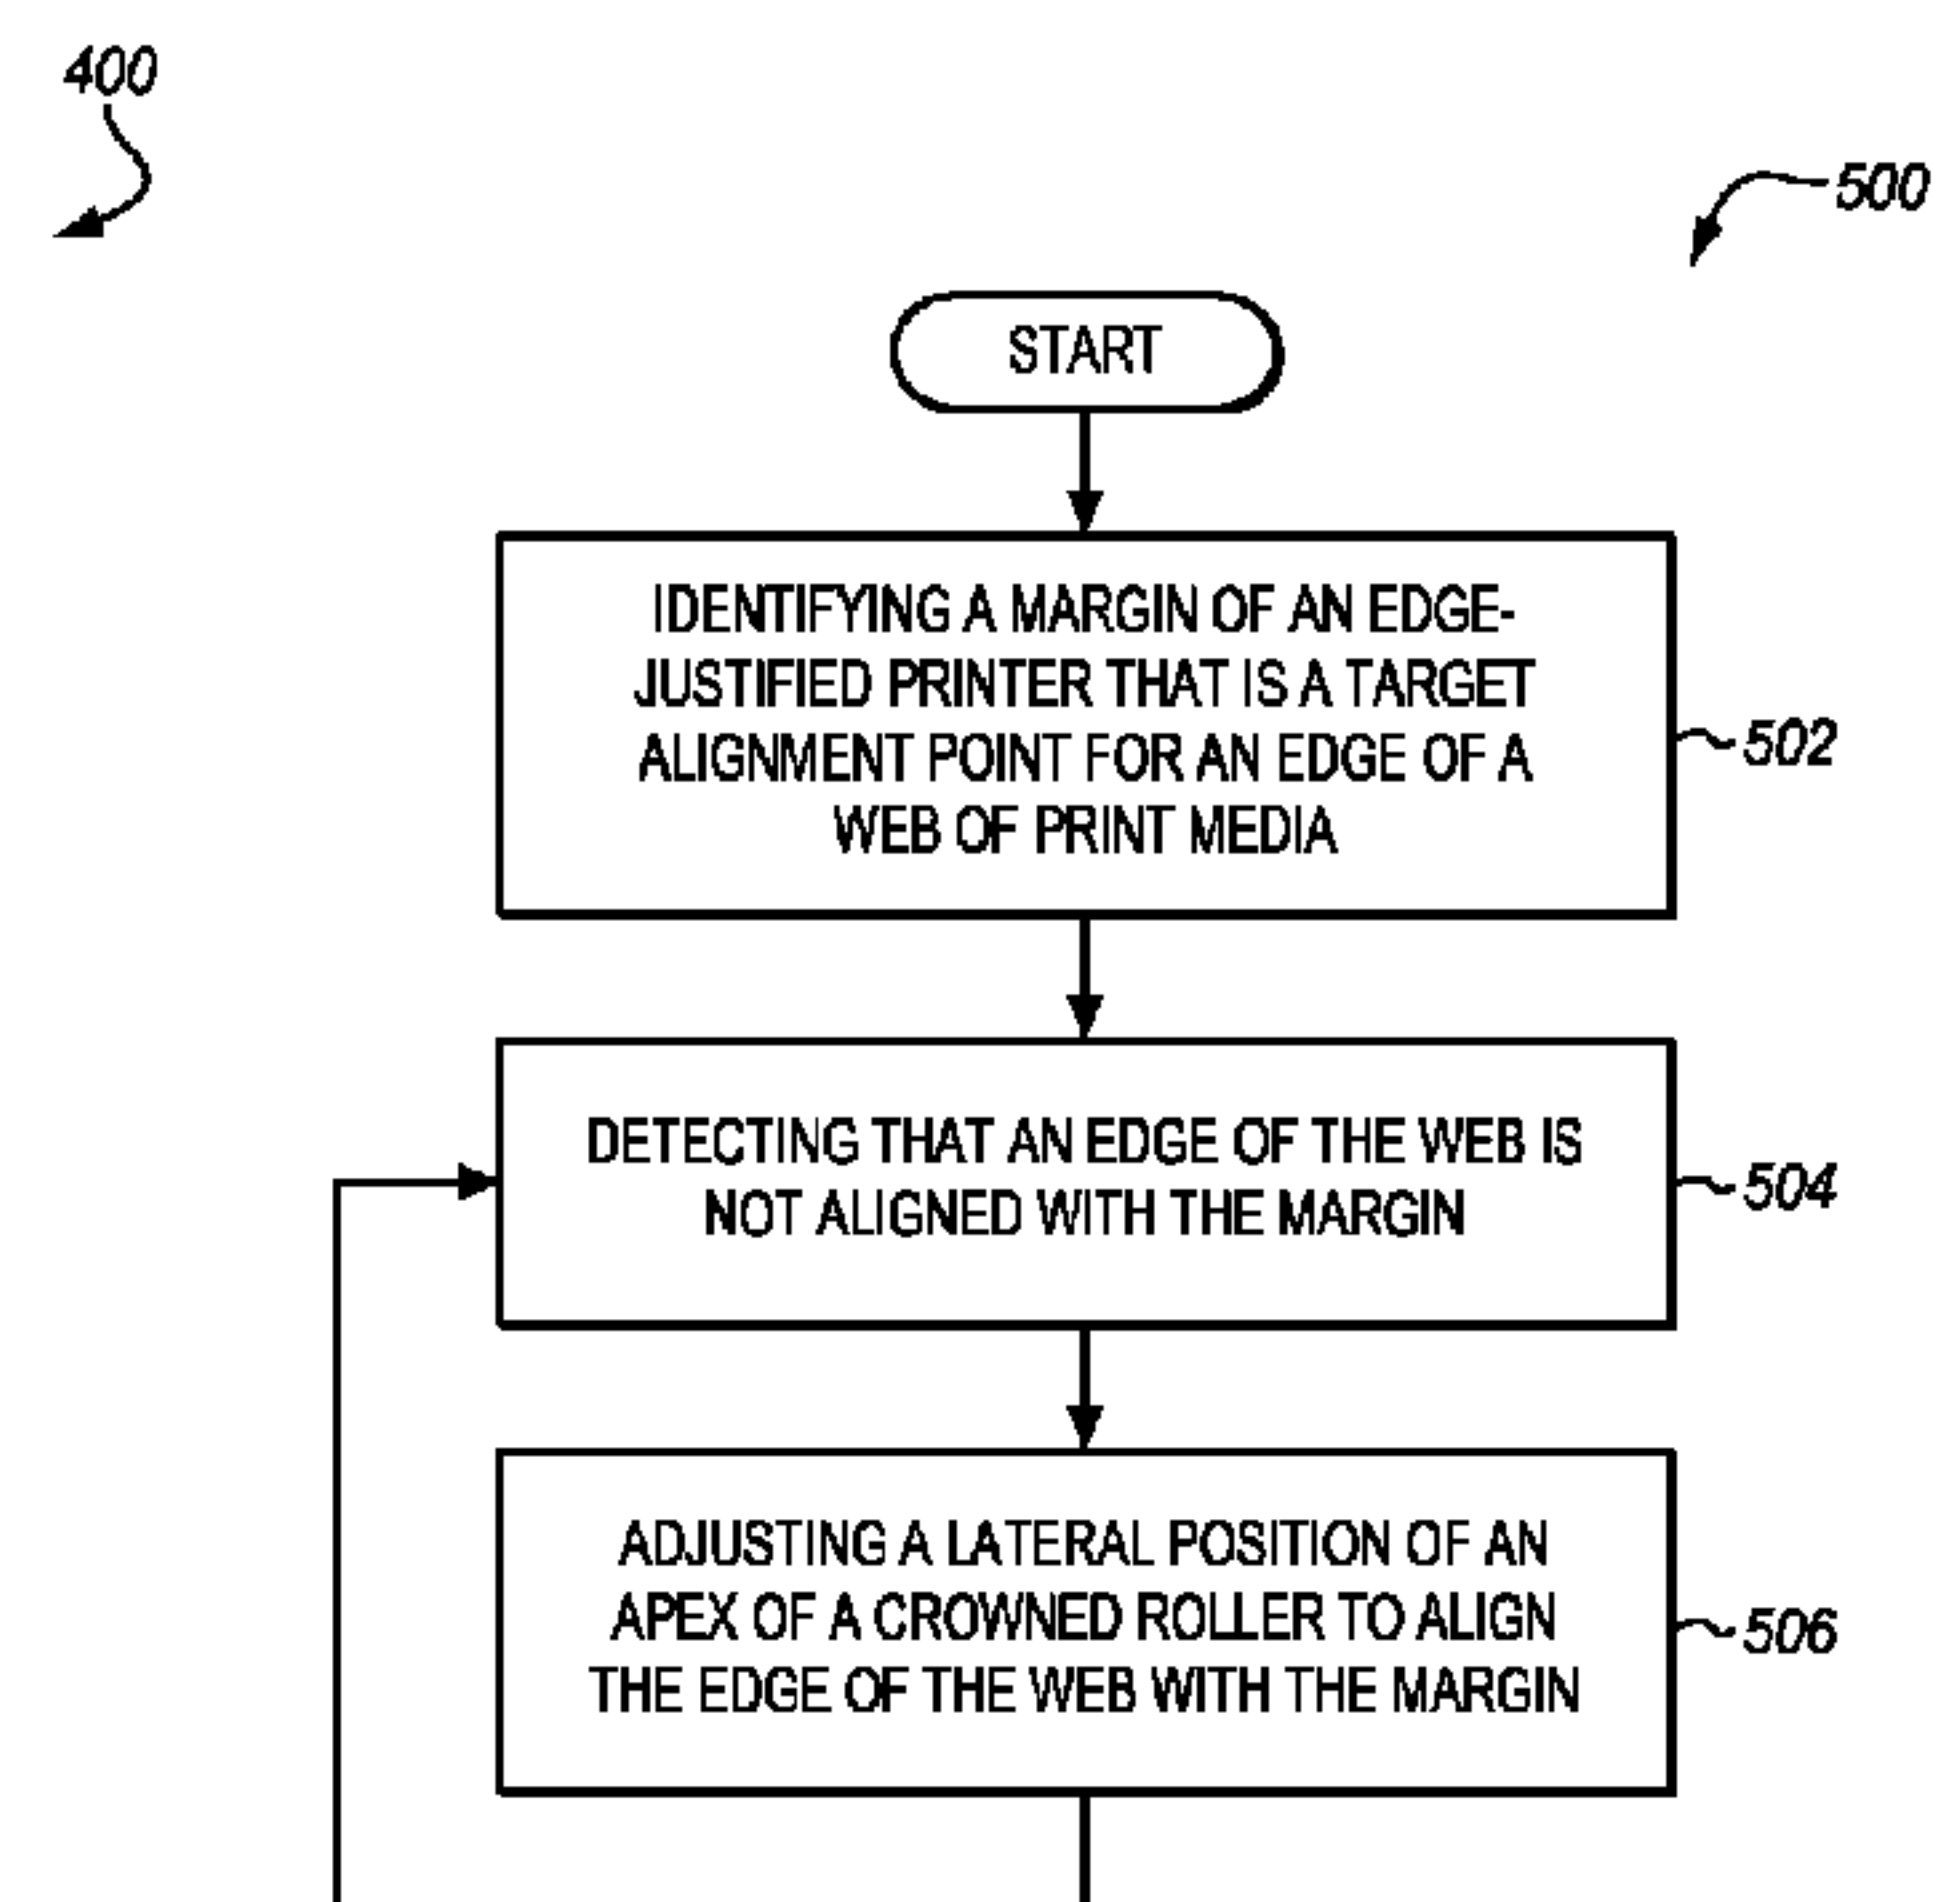 400
500
START
IDENTIFYING A MARGIN OF AN EDGE-
JUSTIFIED PRINTER THAT IS A TARGET
ALIGNMENT POINT FOR AN EDGE OF A
WEB OF PRINT MEDIA
502
DETECTING THAT AN EDGE OF THE WEB IS
NOT ALIGNED WITH THE MARGIN
504
ADJUSTING A LATERAL POSITION OF AN
APEX OF A CROWNED ROLLER TO ALIGN
THE EDGE OF THE WEB WITH THE MARGIN
506